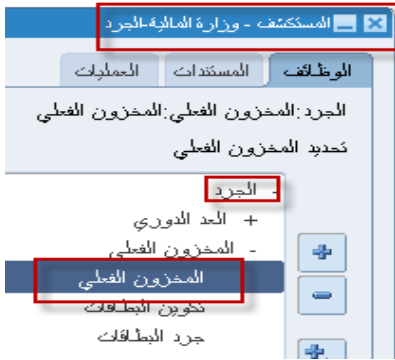 المستكشف - وزارة المالية-الجرد
الوظائف المستندات العمليات
الجرد:المخزون الفعلي:المخزون الفعلي
تحديد المخزون الفعلي
- الجرد
+ العد الدوري
- المخزون الفعلي
المخزون الفعلي
تكوين البطاقات
جرد البطاقات